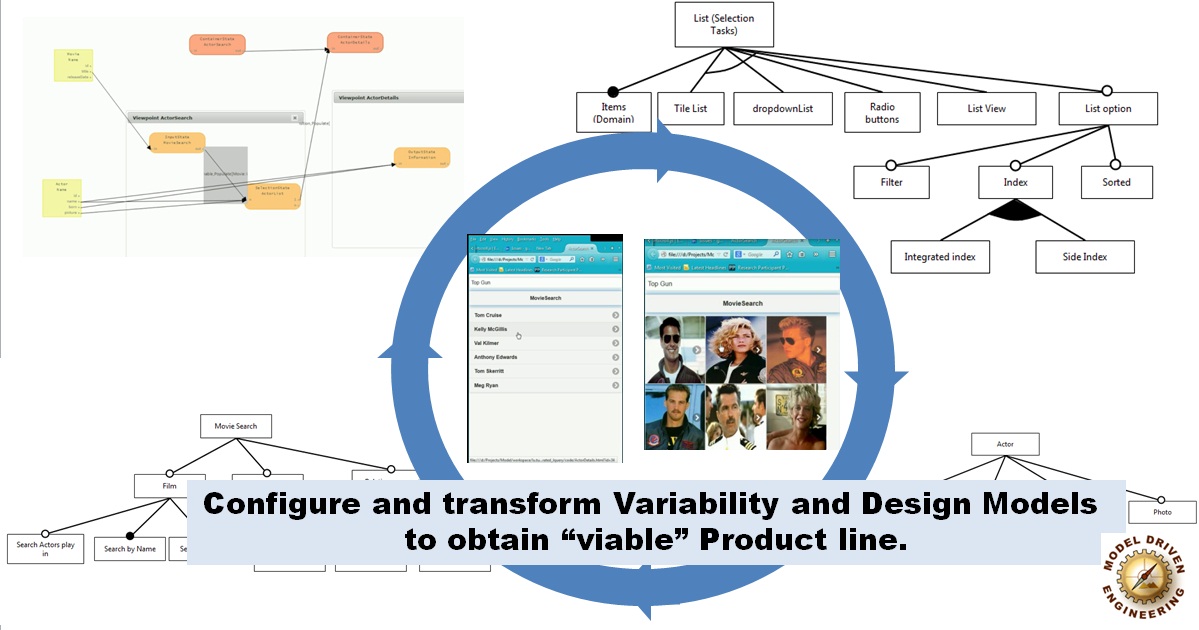 List (Selection
Tasks)
Items
(Domain)
Tile List
dropdownList
Radio
buttons
List View
List option
Filter
Index
Sorted
Integrated index
Side Index
Viewpoint ActorSearch
Viewpoint ActorDetails
ContainerState
ActorSearch
ContainerState
ActorDetails
Movie
Name
Actor
Name
InputState
MovieSearch
SelectionState
ActorList
OutputState
Information
Top Gun
MovieSearch
Tom Cruise
Kelly McGillis
Val Kilmer
Anthony Edwards
Tom Skerritt
Meg Ryan
Top Gun
MovieSearch
Movie Search
Film
Search Actors play
in
Search by Name
Actor
Photo
Configure and transform Variability and Design Models
to obtain “viable” Product line.
MODEL DRIVEN
ENGINEERING